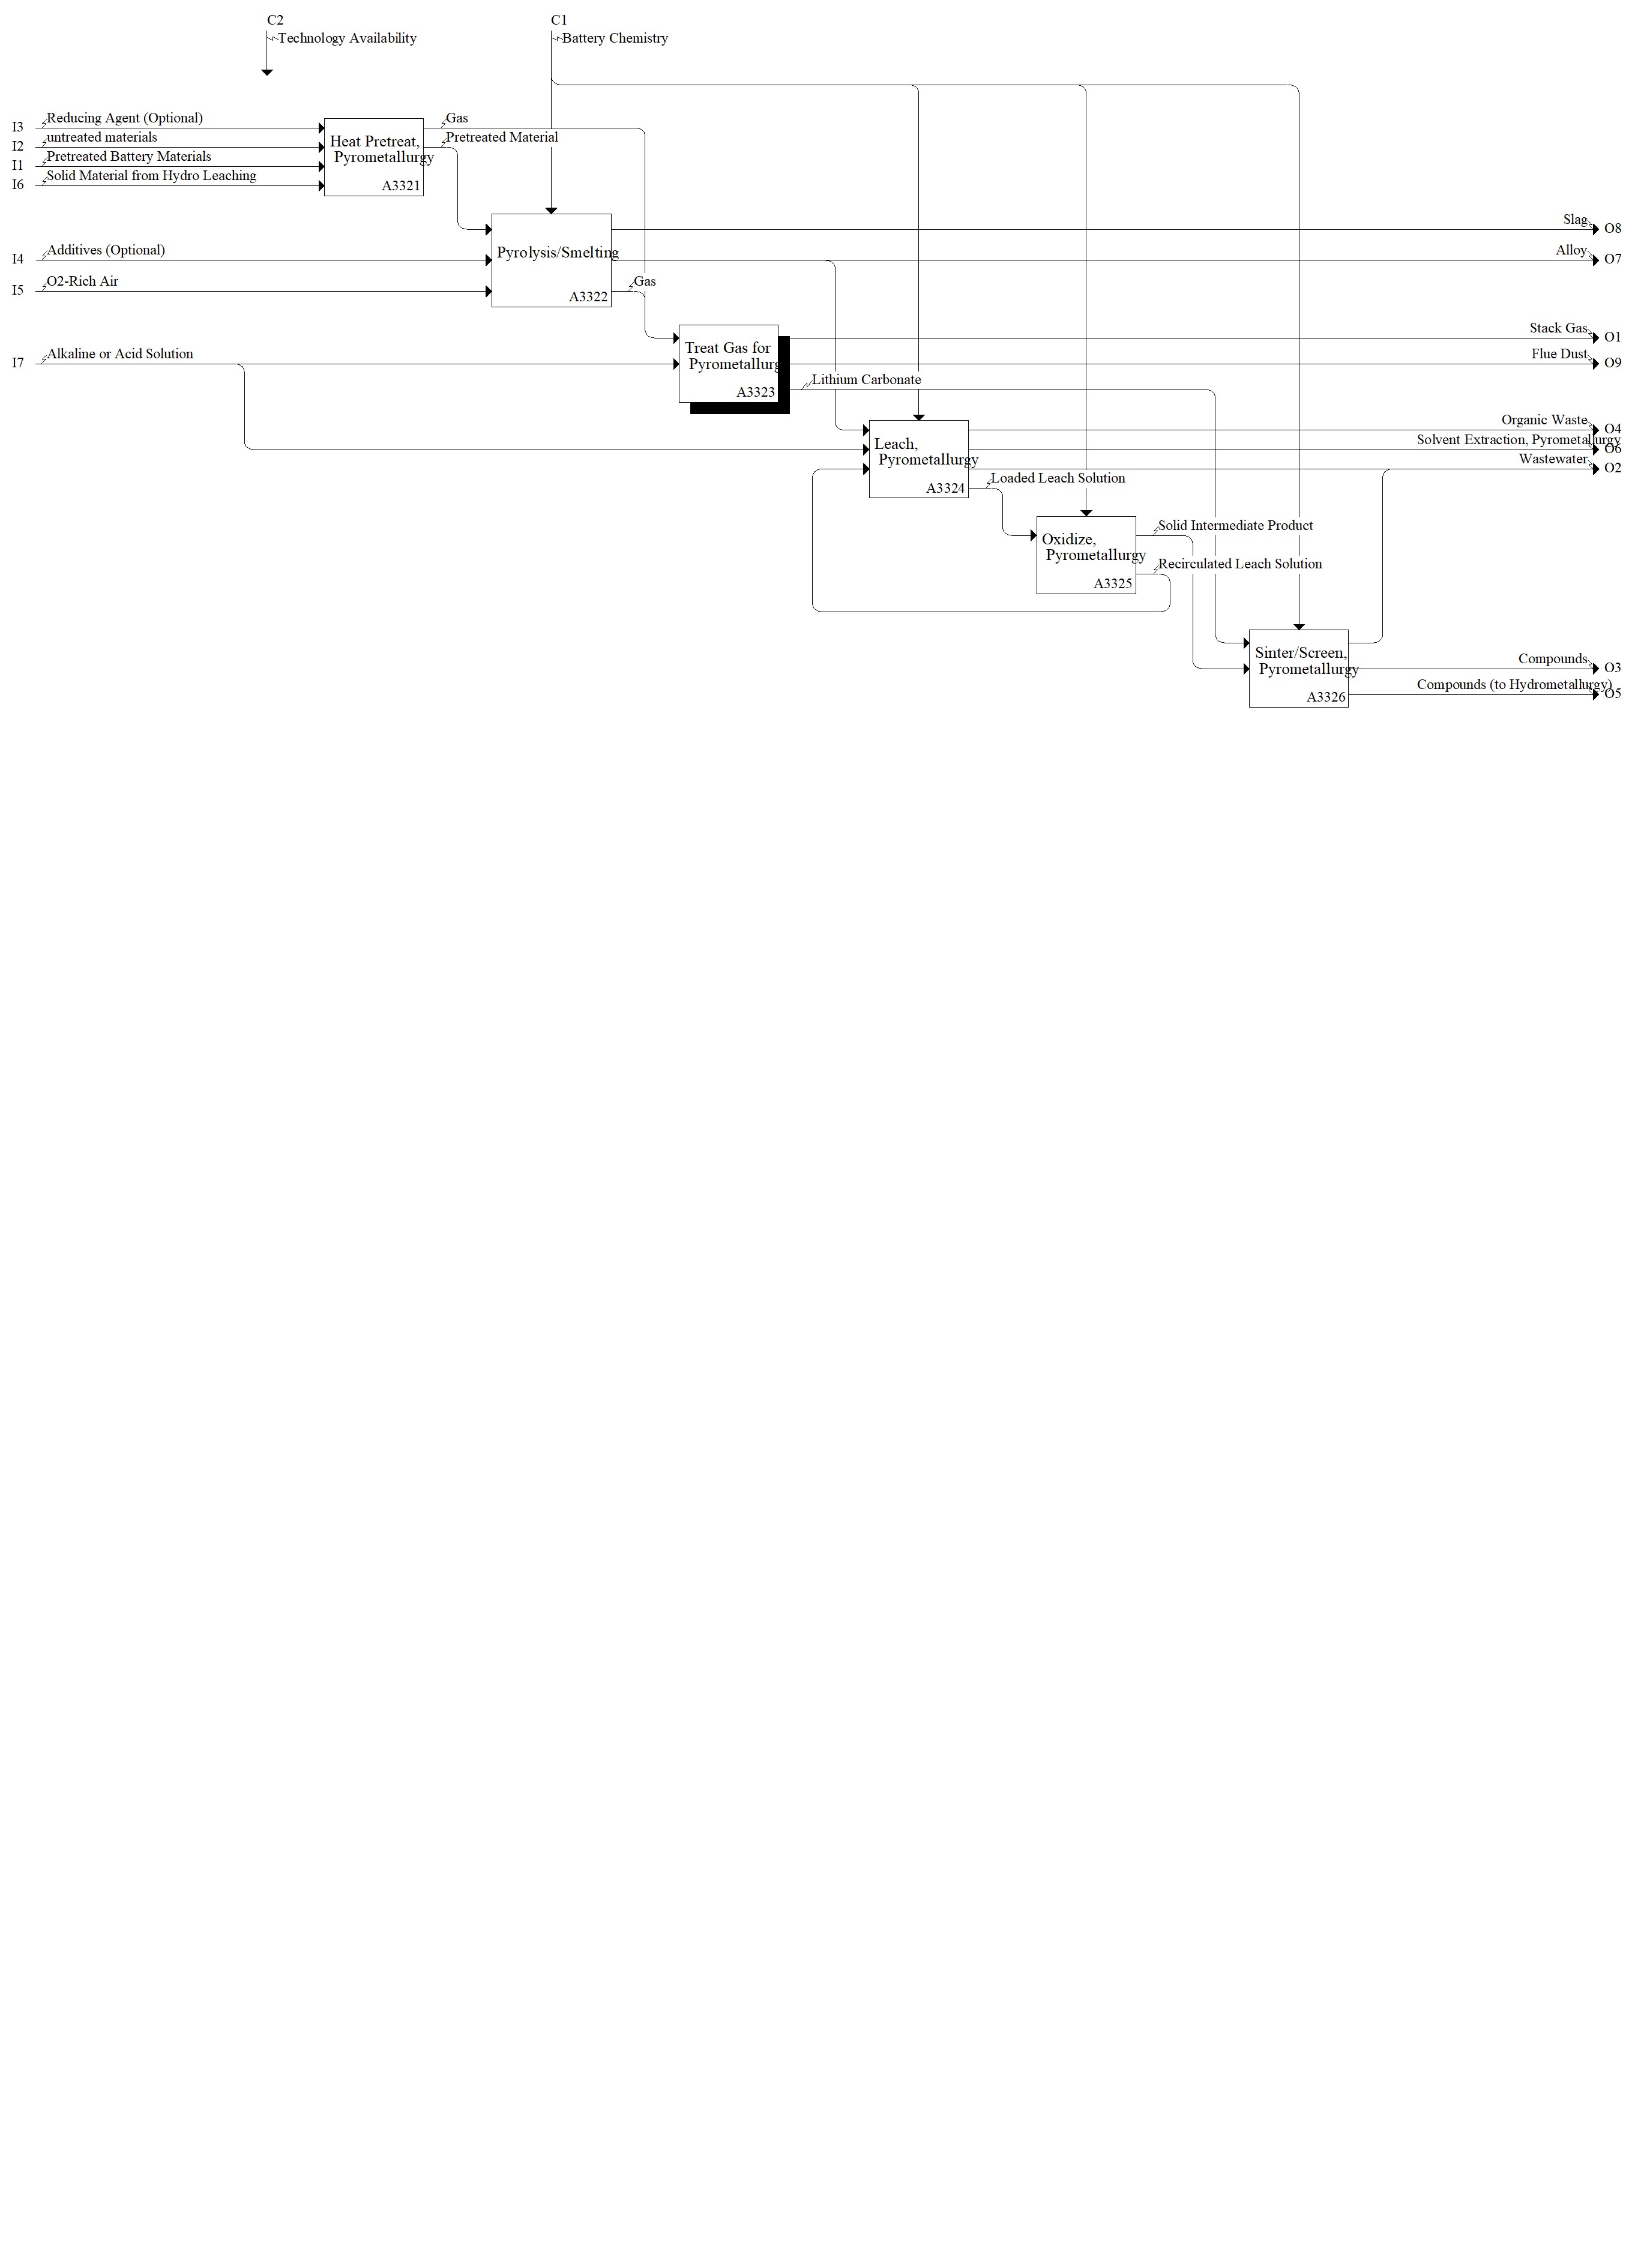 C2
C1
Technology Availability
Battery Chemistry
I3
Reducing Agent (Optional)
Gas
I2
untreated materials
Pretreated Material
I1
Pretreated Battery Materials
I6
Solid Material from Hydro Leaching
Heat Pretreat,
Pyrometallurgy
A3321
Slag
O8
I4
Additives (Optional)
Pyrolysis/Smelting
A3322
Alloy
O7
I5
O2-Rich Air
Gas
Stack Gas
O1
I7
Alkaline or Acid Solution
Treat Gas for
Pyrometallurg
A3323
Flue Dust
O9
Lithium Carbonate
Organic Waste
O4
Leach,
Pyrometallurgy
A3324
Solvent Extraction, Pyrometallurgy
O6
Wastewater
O2
Loaded Leach Solution
Oxidize,
Pyrometallurgy
A3325
Solid Intermediate Product
Recirculated Leach Solution
Sinter/Screen,
Pyrometallurgy
A3326
Compounds
O3
Compounds (to Hydrometallurgy)
O5